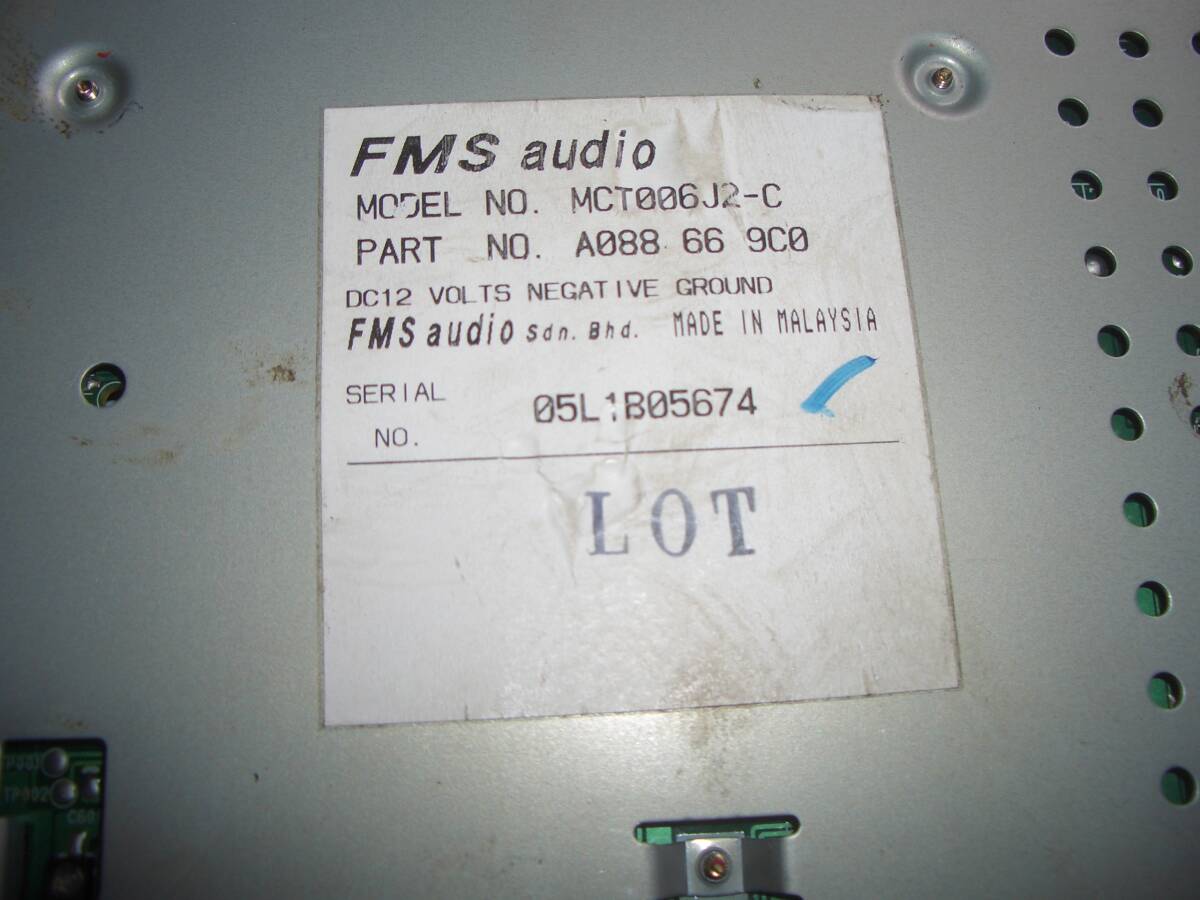 FMS audio
MODEL NO. MCT006J2-C
PART NO. A088 66 9C0
DC12 VOLTS NEGATIVE GROUND
FMS audio Sdn. Bhd. MADE IN MALAYSIA
SERIAL NO. 05L1B05674
LOT
TP002